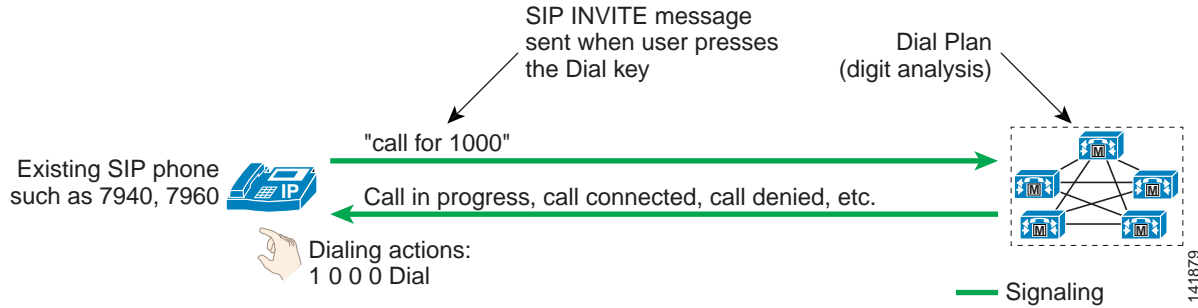 SIP INVITE message
sent when user presses
the Dial key
Dial Plan
(digit analysis)
"call for 1000"
Existing SIP phone
such as 7940, 7960
IP
Call in progress, call connected, call denied, etc.
M
M
M
M
M
Dialing actions:
1 0 0 0 Dial
Signaling
141879